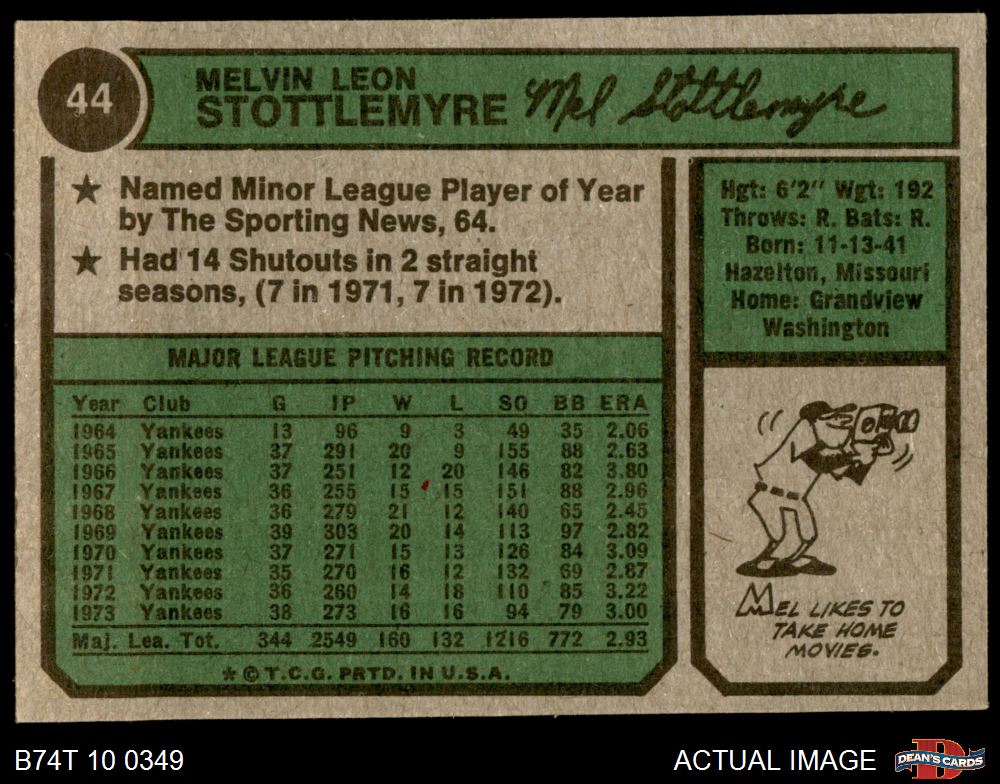 44
MELVIN LEON
STOTTLEMYRE
Mel Stottlemyre
★ Named Minor League Player of Year
by The Sporting News, 64.
★ Had 14 Shutouts in 2 straight
seasons, (7 in 1971, 7 in 1972).
Hgt: 6'2" Wgt: 192
Throws: R. Bats: R.
Born: 11-13-41
Hazelton, Missouri
Home: Grandview
Washington
MAJOR LEAGUE PITCHING RECORD
Year Club G IP W L SO BB ERA
1964 Yankees 13 96 9 3 49 35 2.06
1965 Yankees 37 291 20 9 155 88 2.63
1966 Yankees 37 251 12 20 146 82 3.80
1967 Yankees 36 255 15 15 151 88 2.96
1968 Yankees 36 279 21 12 140 65 2.45
1969 Yankees 39 303 20 14 113 97 2.82
1970 Yankees 37 271 15 13 126 84 3.09
1971 Yankees 35 270 16 12 132 69 2.87
1972 Yankees 36 260 14 18 110 85 3.22
1973 Yankees 38 273 16 16 94 79 3.00
Maj. Lea. Tot. 344 2549 160 132 1216 772 2.93
★ © T.C.G. PRTD. IN U.S.A.
MEL LIKES TO
TAKE HOME
MOVIES.
B74T 10 0349
ACTUAL IMAGE
DEAN'S CARDS